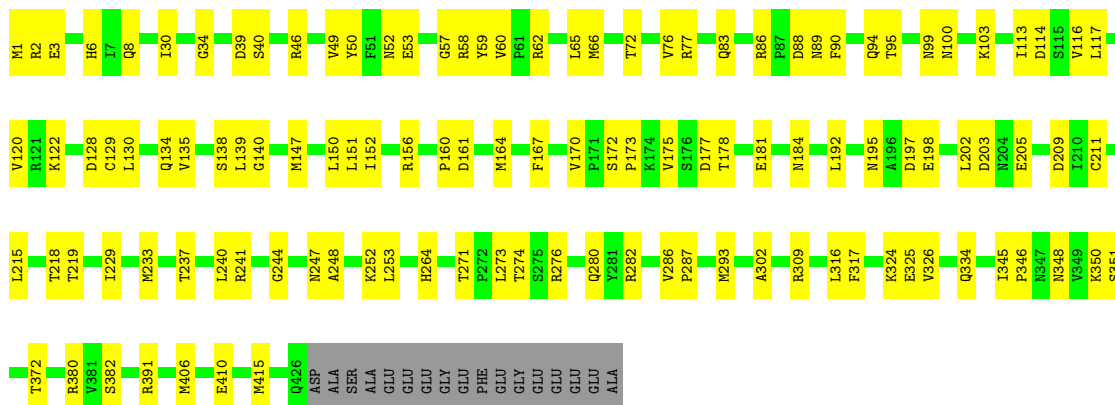 M1 R2 E3 H6 I7 Q8 I30 G34 D39 S40 R46 V49 Y50 F51 N52 E53 G57 R58 Y59 V60 P61 R62 L65 M66 T72 V76 R77 Q83 R86 P87 D88 N89 F90 Q94 T95 N99 N100 K103 I113 D114 S115 V116 L117
V120 R121 K122 D128 C129 L130 Q134 V135 S138 L139 G140 M147 L150 L151 I152 R156 P160 D161 M164 F167 V170 P171 S172 P173 K174 V175 S176 D177 T178 E181 N184 L192 N195 A196 D197 E198 L202 D203 N204 E205 D209 I210 C211
L215 T218 T219 I229 M233 T237 L240 R241 G244 N247 A248 K252 L253 H264 T271 P272 L273 T274 S275 R276 Q280 Y281 R282 V286 P287 M293 A302 R309 L316 F317 K324 E325 V326 Q334 I345 P346 N347 N348 V349 K350
T372 R380 V381 S382 R391 M406 E410 M415 Q426 ASP ALA SER ALA GLU GLU GLU GLY GLU PHE GLU GLY GLU GLU GLU GLU ALA